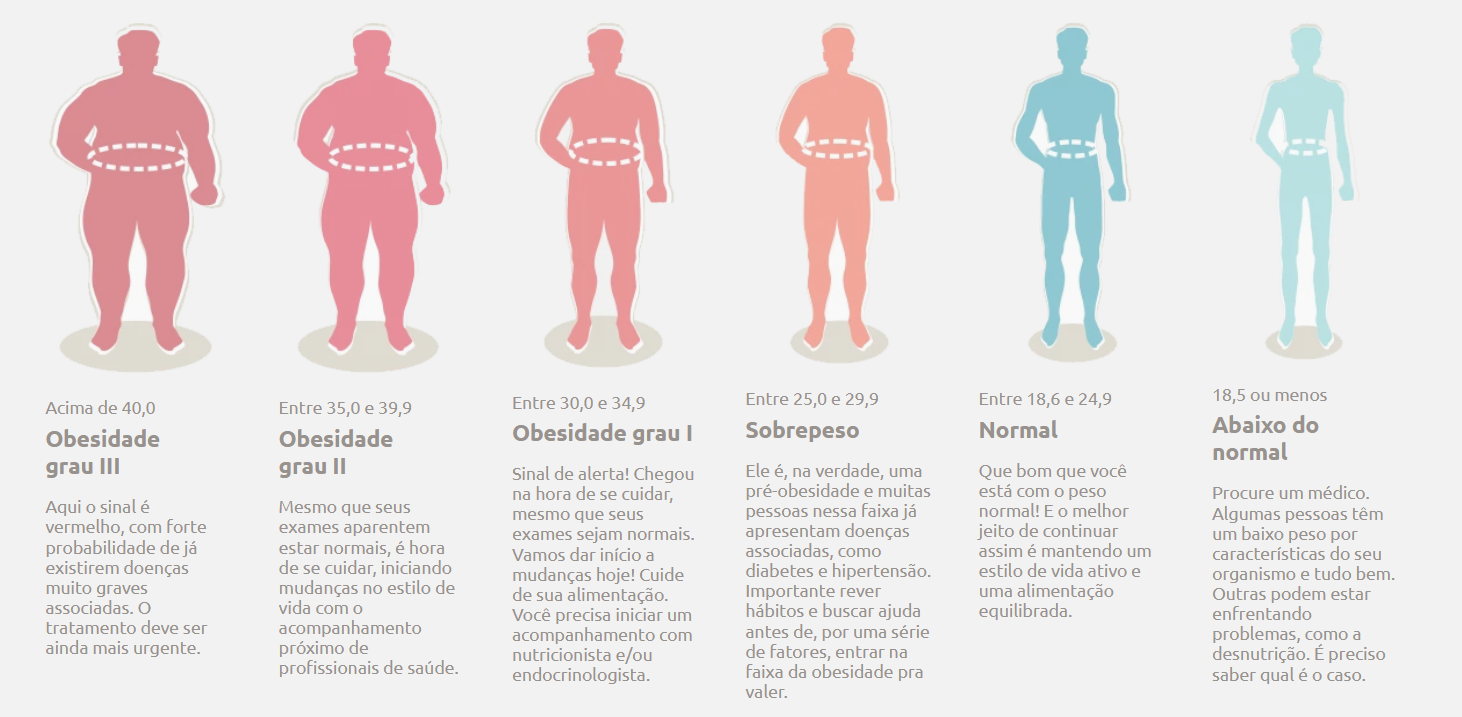 Acima de 40,0
Obesidade
grau III
Aqui o sinal é
vermelho, com forte
probabilidade de já
existirem doenças
muito graves
associadas. O
tratamento deve ser
ainda mais urgente.
Entre 35,0 e 39,9
Obesidade
grau II
Mesmo que seus
exames aparentem
estar normais, é hora
de se cuidar, iniciando
mudanças no estilo de
vida com o
acompanhamento
próximo de
profissionais de saúde.
Entre 30,0 e 34,9
Obesidade grau I
Sinal de alerta! Chegou
na hora de se cuidar,
mesmo que seus
exames sejam normais.
Vamos dar início a
mudanças hoje! Cuide
de sua alimentação.
Você precisa iniciar um
acompanhamento com
nutricionista e/ou
endocrinologista.
Entre 25,0 e 29,9
Sobrepeso
Ele é, na verdade, uma
pré-obesidade e muitas
pessoas nessa faixa já
apresentam doenças
associadas, como
diabetes e hipertensão.
Importante rever
hábitos e buscar ajuda
antes de, por uma série
de fatores, entrar na
faixa da obesidade pra
valer.
Entre 18,6 e 24,9
Normal
Que bom que você
está com o peso
normal! E o melhor
jeito de continuar
assim é mantendo um
estilo de vida ativo e
uma alimentação
equilibrada.
18,5 ou menos
Abaixo do
normal
Procure um médico.
Algumas pessoas têm
um baixo peso por
características do seu
organismo e tudo bem.
Outras podem estar
enfrentando
problemas, como a
desnutrição. É preciso
saber qual é o caso.